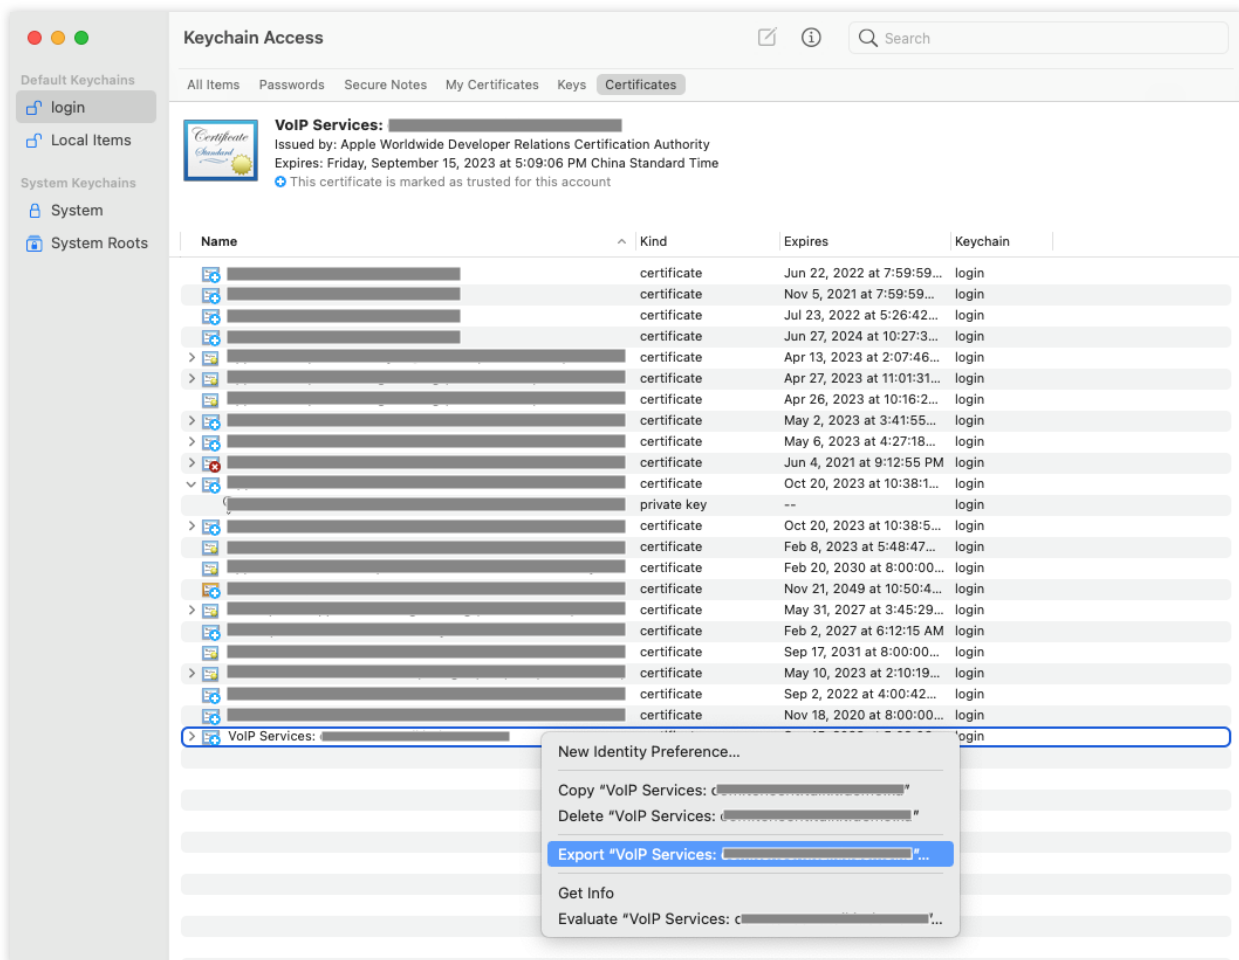 Keychain Access
Search
Default Keychains
login
Local Items
System Keychains
System
System Roots
All Items Passwords Secure Notes My Certificates Keys Certificates
Certificate
Standard
VoIP Services:
Issued by: Apple Worldwide Developer Relations Certification Authority
Expires: Friday, September 15, 2023 at 5:09:06 PM China Standard Time
This certificate is marked as trusted for this account
Name Kind Expires Keychain
certificate Jun 22, 2022 at 7:59:59... login
certificate Nov 5, 2021 at 7:59:59... login
certificate Jul 23, 2022 at 5:26:42... login
certificate Jun 27, 2024 at 10:27:3... login
certificate Apr 13, 2023 at 2:07:46... login
certificate Apr 27, 2023 at 11:01:31... login
certificate Apr 26, 2023 at 10:16:2... login
certificate May 2, 2023 at 3:41:55... login
certificate May 6, 2023 at 4:27:18... login
certificate Jun 4, 2021 at 9:12:55 PM login
certificate Oct 20, 2023 at 10:38:1... login
private key -- login
certificate Oct 20, 2023 at 10:38:5... login
certificate Feb 8, 2023 at 5:48:47... login
certificate Feb 20, 2030 at 8:00:00... login
certificate Nov 21, 2049 at 10:50:4... login
certificate May 31, 2027 at 3:45:29... login
certificate Feb 2, 2027 at 6:12:15 AM login
certificate Sep 17, 2031 at 8:00:00... login
certificate May 10, 2023 at 2:10:19... login
certificate Sep 2, 2022 at 4:00:42... login
certificate Nov 18, 2020 at 8:00:00... login
VoIP Services: login
New Identity Preference...
Copy “VoIP Services: ”
Delete “VoIP Services: ”
Export “VoIP Services: ”...
Get Info
Evaluate “VoIP Services: ”...